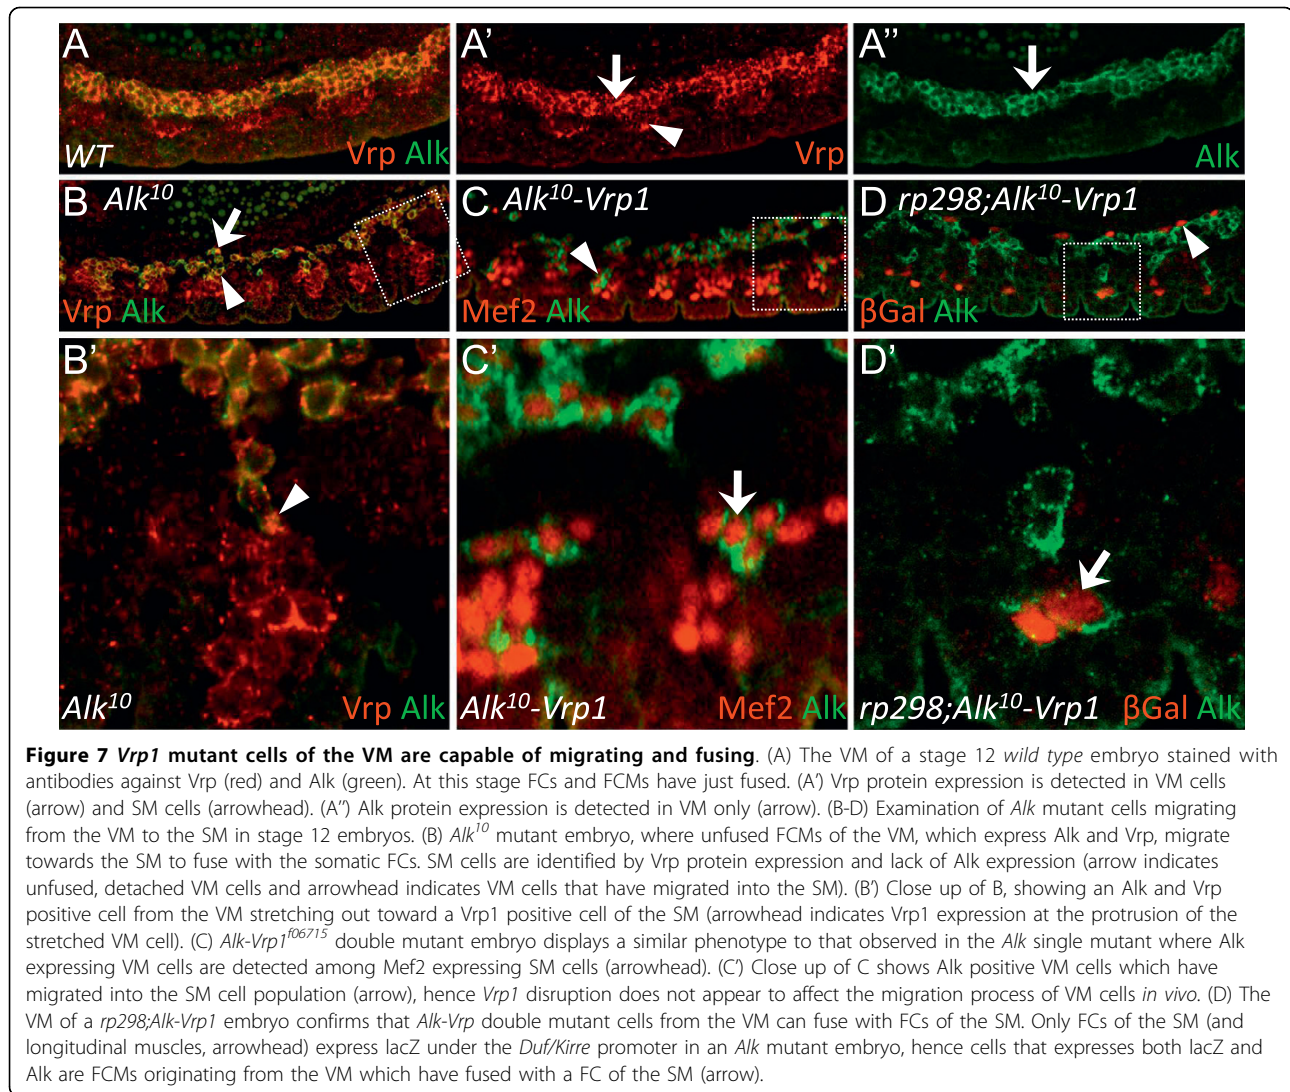 A
A'
A''
WT
Vrp Alk
Vrp
Alk
B
Alk10
C
Alk10-Vrp1
D
rp298;Alk10-Vrp1
Vrp Alk
Mef2 Alk
βGal Alk
B'
C'
D'
Alk10
Vrp Alk
Alk10-Vrp1
Mef2 Alk
rp298;Alk10-Vrp1
βGal Alk
Figure 7 Vrp1 mutant cells of the VM are capable of migrating and fusing. (A) The VM of a stage 12 wild type embryo stained with
antibodies against Vrp (red) and Alk (green). At this stage FCs and FCMs have just fused. (A') Vrp protein expression is detected in VM cells
(arrow) and SM cells (arrowhead). (A'') Alk protein expression is detected in VM only (arrow). (B-D) Examination of Alk mutant cells migrating
from the VM to the SM in stage 12 embryos. (B) Alk10 mutant embryo, where unfused FCMs of the VM, which express Alk and Vrp, migrate
towards the SM to fuse with the somatic FCs. SM cells are identified by Vrp protein expression and lack of Alk expression (arrow indicates
unfused, detached VM cells and arrowhead indicates VM cells that have migrated into the SM). (B') Close up of B, showing an Alk and Vrp
positive cell from the VM stretching out toward a Vrp1 positive cell of the SM (arrowhead indicates Vrp1 expression at the protrusion of the
stretched VM cell). (C) Alk-Vrp1f06715 double mutant embryo displays a similar phenotype to that observed in the Alk single mutant where Alk
expressing VM cells are detected among Mef2 expressing SM cells (arrowhead). (C') Close up of C shows Alk positive VM cells which have
migrated into the SM cell population (arrow), hence Vrp1 disruption does not appear to affect the migration process of VM cells in vivo. (D) The
VM of a rp298;Alk-Vrp1 embryo confirms that Alk-Vrp double mutant cells from the VM can fuse with FCs of the SM. Only FCs of the SM (and
longitudinal muscles, arrowhead) express lacZ under the Duf/Kirre promoter in an Alk mutant embryo, hence cells that expresses both lacZ and
Alk are FCMs originating from the VM which have fused with a FC of the SM (arrow).